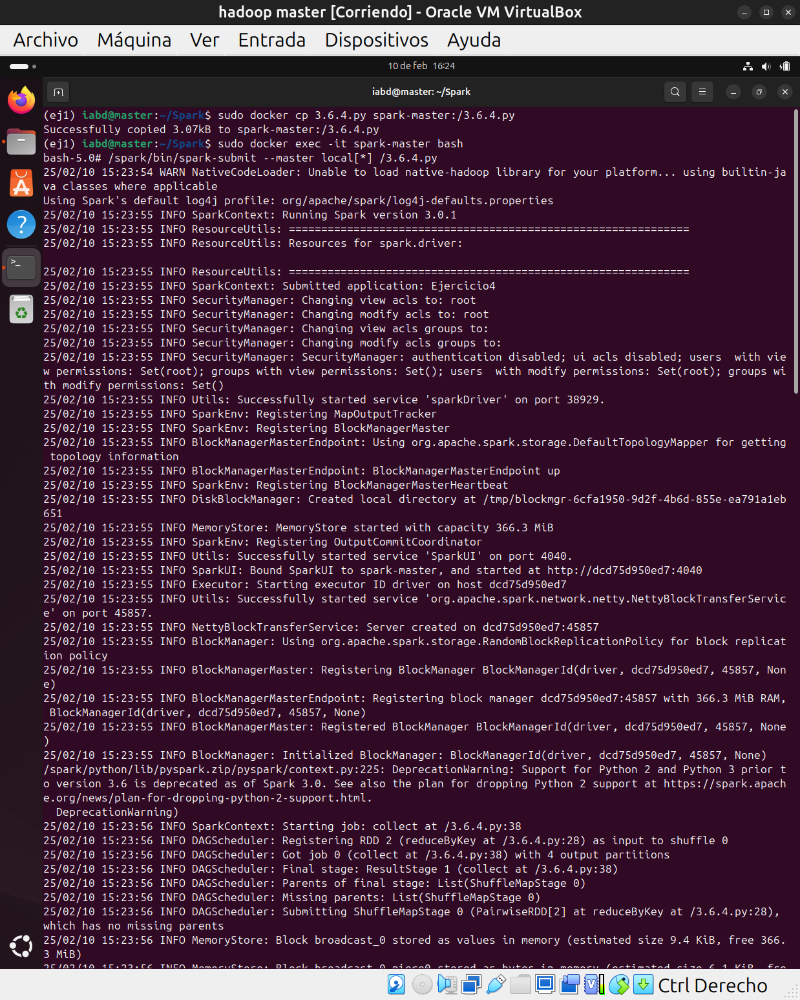 hadoop master [Corriendo] - Oracle VM VirtualBox
Archivo Máquina Ver Entrada Dispositivos Ayuda
10 de feb 16:24
iabd@master: ~/Spark
(ej1) iabd@master:~/Spark$ sudo docker cp 3.6.4.py spark-master:/3.6.4.py
Successfully copied 3.07kB to spark-master:/3.6.4.py
(ej1) iabd@master:~/Spark$ sudo docker exec -it spark-master bash
bash-5.0# /spark/bin/spark-submit --master local[*] /3.6.4.py
25/02/10 15:23:54 WARN NativeCodeLoader: Unable to load native-hadoop library for your platform... using builtin-ja
va classes where applicable
Using Spark's default log4j profile: org/apache/spark/log4j-defaults.properties
25/02/10 15:23:55 INFO SparkContext: Running Spark version 3.0.1
25/02/10 15:23:55 INFO ResourceUtils: ==============================================================
25/02/10 15:23:55 INFO ResourceUtils: Resources for spark.driver:
25/02/10 15:23:55 INFO ResourceUtils: ==============================================================
25/02/10 15:23:55 INFO SparkContext: Submitted application: Ejercicio4
25/02/10 15:23:55 INFO SecurityManager: Changing view acls to: root
25/02/10 15:23:55 INFO SecurityManager: Changing modify acls to: root
25/02/10 15:23:55 INFO SecurityManager: Changing view acls groups to:
25/02/10 15:23:55 INFO SecurityManager: Changing modify acls groups to:
25/02/10 15:23:55 INFO SecurityManager: SecurityManager: authentication disabled; ui acls disabled; users  with vie
w permissions: Set(root); groups with view permissions: Set(); users  with modify permissions: Set(root); groups wi
th modify permissions: Set()
25/02/10 15:23:55 INFO Utils: Successfully started service 'sparkDriver' on port 38929.
25/02/10 15:23:55 INFO SparkEnv: Registering MapOutputTracker
25/02/10 15:23:55 INFO SparkEnv: Registering BlockManagerMaster
25/02/10 15:23:55 INFO BlockManagerMasterEndpoint: Using org.apache.spark.storage.DefaultTopologyMapper for getting
 topology information
25/02/10 15:23:55 INFO BlockManagerMasterEndpoint: BlockManagerMasterEndpoint up
25/02/10 15:23:55 INFO SparkEnv: Registering BlockManagerMasterHeartbeat
25/02/10 15:23:55 INFO DiskBlockManager: Created local directory at /tmp/blockmgr-6cfa1950-9d2f-4b6d-855e-ea791a1eb
651
25/02/10 15:23:55 INFO MemoryStore: MemoryStore started with capacity 366.3 MiB
25/02/10 15:23:55 INFO SparkEnv: Registering OutputCommitCoordinator
25/02/10 15:23:55 INFO Utils: Successfully started service 'SparkUI' on port 4040.
25/02/10 15:23:55 INFO SparkUI: Bound SparkUI to spark-master, and started at http://dcd75d950ed7:4040
25/02/10 15:23:55 INFO Executor: Starting executor ID driver on host dcd75d950ed7
25/02/10 15:23:55 INFO Utils: Successfully started service 'org.apache.spark.network.netty.NettyBlockTransferServic
e' on port 45857.
25/02/10 15:23:55 INFO NettyBlockTransferService: Server created on dcd75d950ed7:45857
25/02/10 15:23:55 INFO BlockManager: Using org.apache.spark.storage.RandomBlockReplicationPolicy for block replicat
ion policy
25/02/10 15:23:55 INFO BlockManagerMaster: Registering BlockManager BlockManagerId(driver, dcd75d950ed7, 45857, Non
e)
25/02/10 15:23:55 INFO BlockManagerMasterEndpoint: Registering block manager dcd75d950ed7:45857 with 366.3 MiB RAM,
 BlockManagerId(driver, dcd75d950ed7, 45857, None)
25/02/10 15:23:55 INFO BlockManagerMaster: Registered BlockManager BlockManagerId(driver, dcd75d950ed7, 45857, None
)
25/02/10 15:23:55 INFO BlockManager: Initialized BlockManager: BlockManagerId(driver, dcd75d950ed7, 45857, None)
/spark/python/lib/pyspark.zip/pyspark/context.py:225: DeprecationWarning: Support for Python 2 and Python 3 prior t
o version 3.6 is deprecated as of Spark 3.0. See also the plan for dropping Python 2 support at https://spark.apach
e.org/news/plan-for-dropping-python-2-support.html.
  DeprecationWarning)
25/02/10 15:23:56 INFO SparkContext: Starting job: collect at /3.6.4.py:38
25/02/10 15:23:56 INFO DAGScheduler: Registering RDD 2 (reduceByKey at /3.6.4.py:28) as input to shuffle 0
25/02/10 15:23:56 INFO DAGScheduler: Got job 0 (collect at /3.6.4.py:38) with 4 output partitions
25/02/10 15:23:56 INFO DAGScheduler: Final stage: ResultStage 1 (collect at /3.6.4.py:38)
25/02/10 15:23:56 INFO DAGScheduler: Parents of final stage: List(ShuffleMapStage 0)
25/02/10 15:23:56 INFO DAGScheduler: Missing parents: List(ShuffleMapStage 0)
25/02/10 15:23:56 INFO DAGScheduler: Submitting ShuffleMapStage 0 (PairwiseRDD[2] at reduceByKey at /3.6.4.py:28),
which has no missing parents
25/02/10 15:23:56 INFO MemoryStore: Block broadcast_0 stored as values in memory (estimated size 9.4 KiB, free 366.
3 MiB)
25/02/10 15:23:56 INFO MemoryStore: Block broadcast_0_piece0 stored as bytes in memory (estimated size 6.1 KiB, fre
Ctrl Derecho